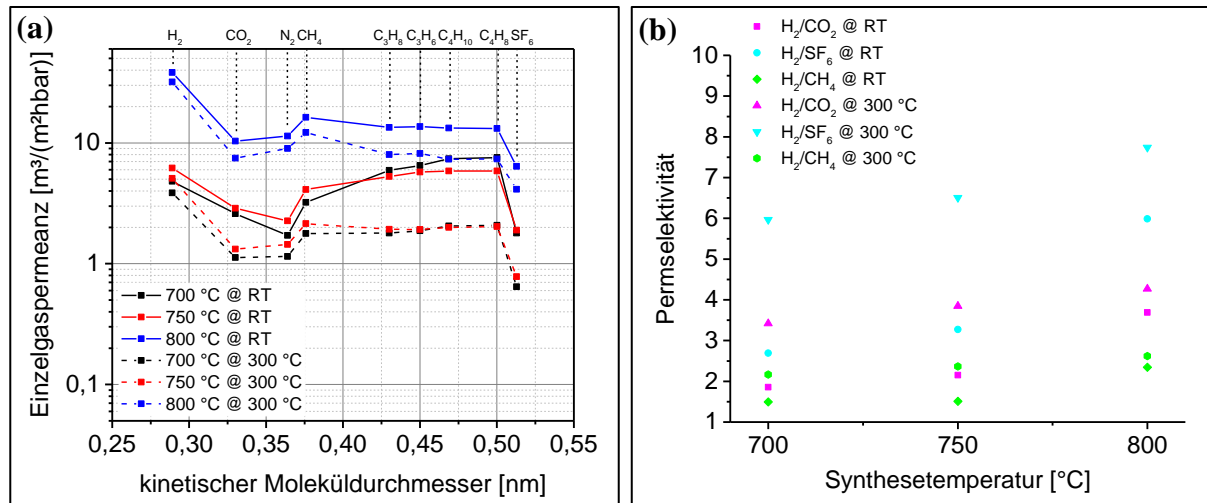 (a)
H₂ CO₂ N₂ CH₄ C₃H₈ C₃H₆ C₄H₁₀ C₄H₈ SF₆
Einzelgaspermeanz [m³/(m²hbar)]
10
1
0,1
700 °C @ RT
750 °C @ RT
800 °C @ RT
700 °C @ 300 °C
750 °C @ 300 °C
800 °C @ 300 °C
0,25 0,30 0,35 0,40 0,45 0,50 0,55
kinetischer Moleküldurchmesser [nm]
(b)
H₂/CO₂ @ RT
H₂/SF₆ @ RT
H₂/CH₄ @ RT
H₂/CO₂ @ 300 °C
H₂/SF₆ @ 300 °C
H₂/CH₄ @ 300 °C
Permselektivität
10
9
8
7
6
5
4
3
2
1
700 750 800
Synthesetemperatur [°C]